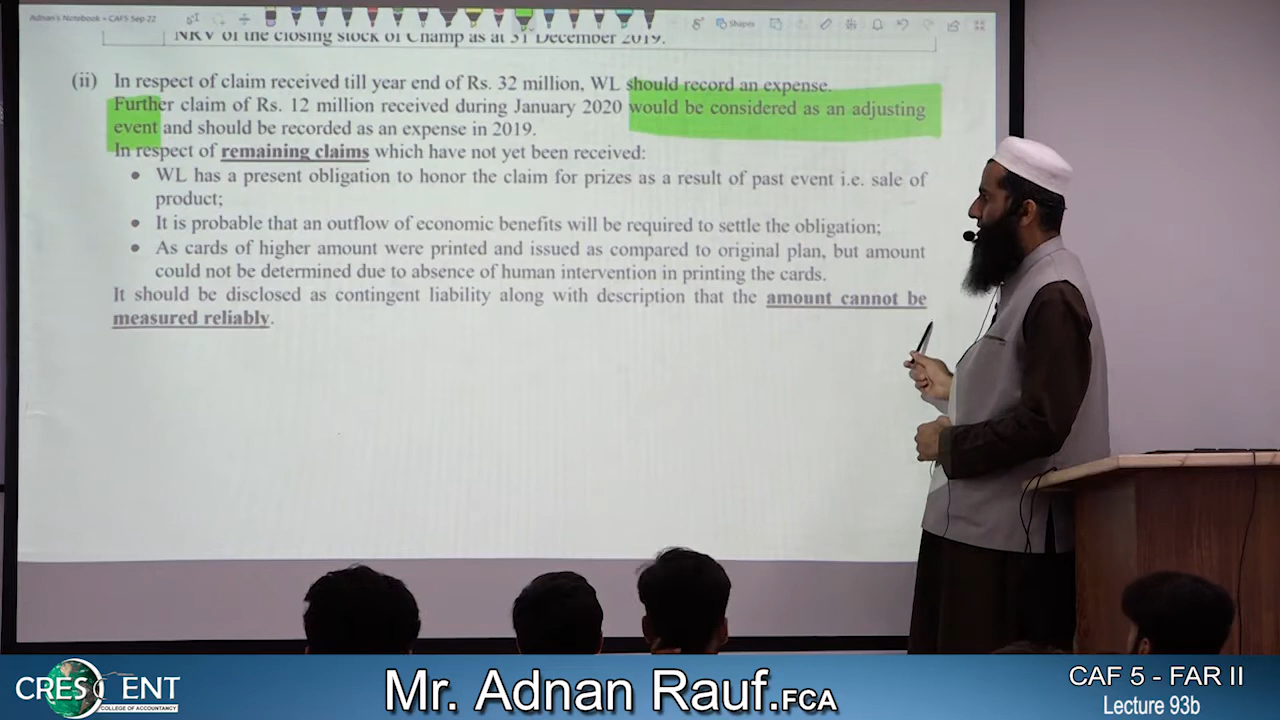 Adnan's Notebook - CAF5 Sep 22
Shapes
NRV of the closing stock of Champ as at 31 December 2019.
(ii) In respect of claim received till year end of Rs. 32 million, WL should record an expense.
Further claim of Rs. 12 million received during January 2020 would be considered as an adjusting
event and should be recorded as an expense in 2019.
In respect of remaining claims which have not yet been received:
• WL has a present obligation to honor the claim for prizes as a result of past event i.e. sale of
product;
• It is probable that an outflow of economic benefits will be required to settle the obligation;
• As cards of higher amount were printed and issued as compared to original plan, but amount
could not be determined due to absence of human intervention in printing the cards.
It should be disclosed as contingent liability along with description that the amount cannot be
measured reliably.
CRESCENT
COLLEGE OF ACCOUNTANCY
Mr. Adnan Rauf.FCA
CAF 5 - FAR II
Lecture 93b